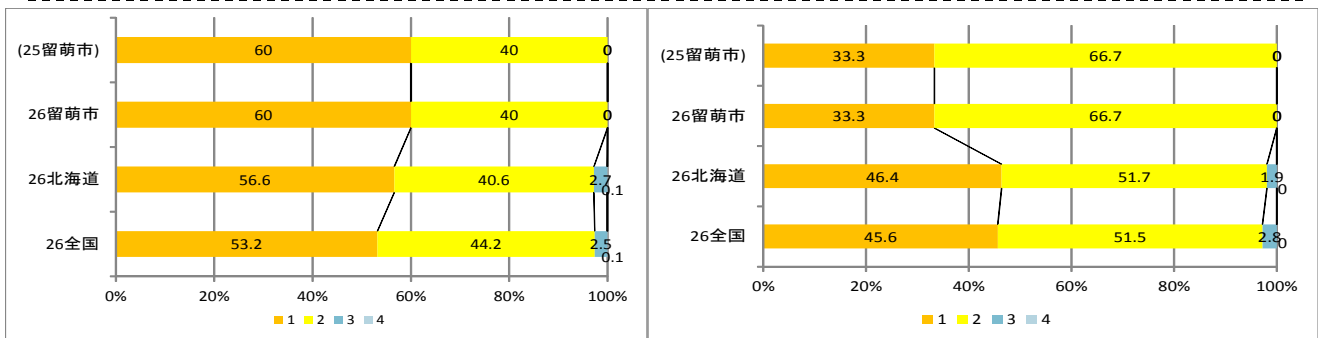 (25留萌市) 60 40 0
26留萌市 60 40 0
26北海道 56.6 40.6 2.7 0.1
26全国 53.2 44.2 2.5 0.1
0% 20% 40% 60% 80% 100%
1 2 3 4
(25留萌市) 33.3 66.7 0
26留萌市 33.3 66.7 0
26北海道 46.4 51.7 1.9 0
26全国 45.6 51.5 2.8 0
0% 20% 40% 60% 80% 100%
1 2 3 4